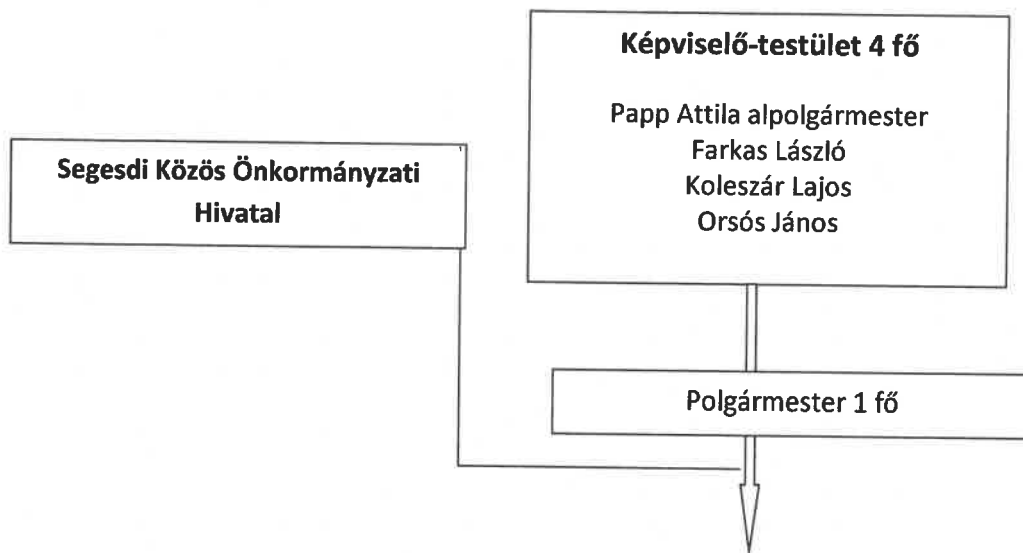 Képviselő-testület 4 fő
Papp Attila alpolgármester
Farkas László
Koleszár Lajos
Orsós János
Segesdi Közös Önkormányzati
Hivatal
Polgármester 1 fő